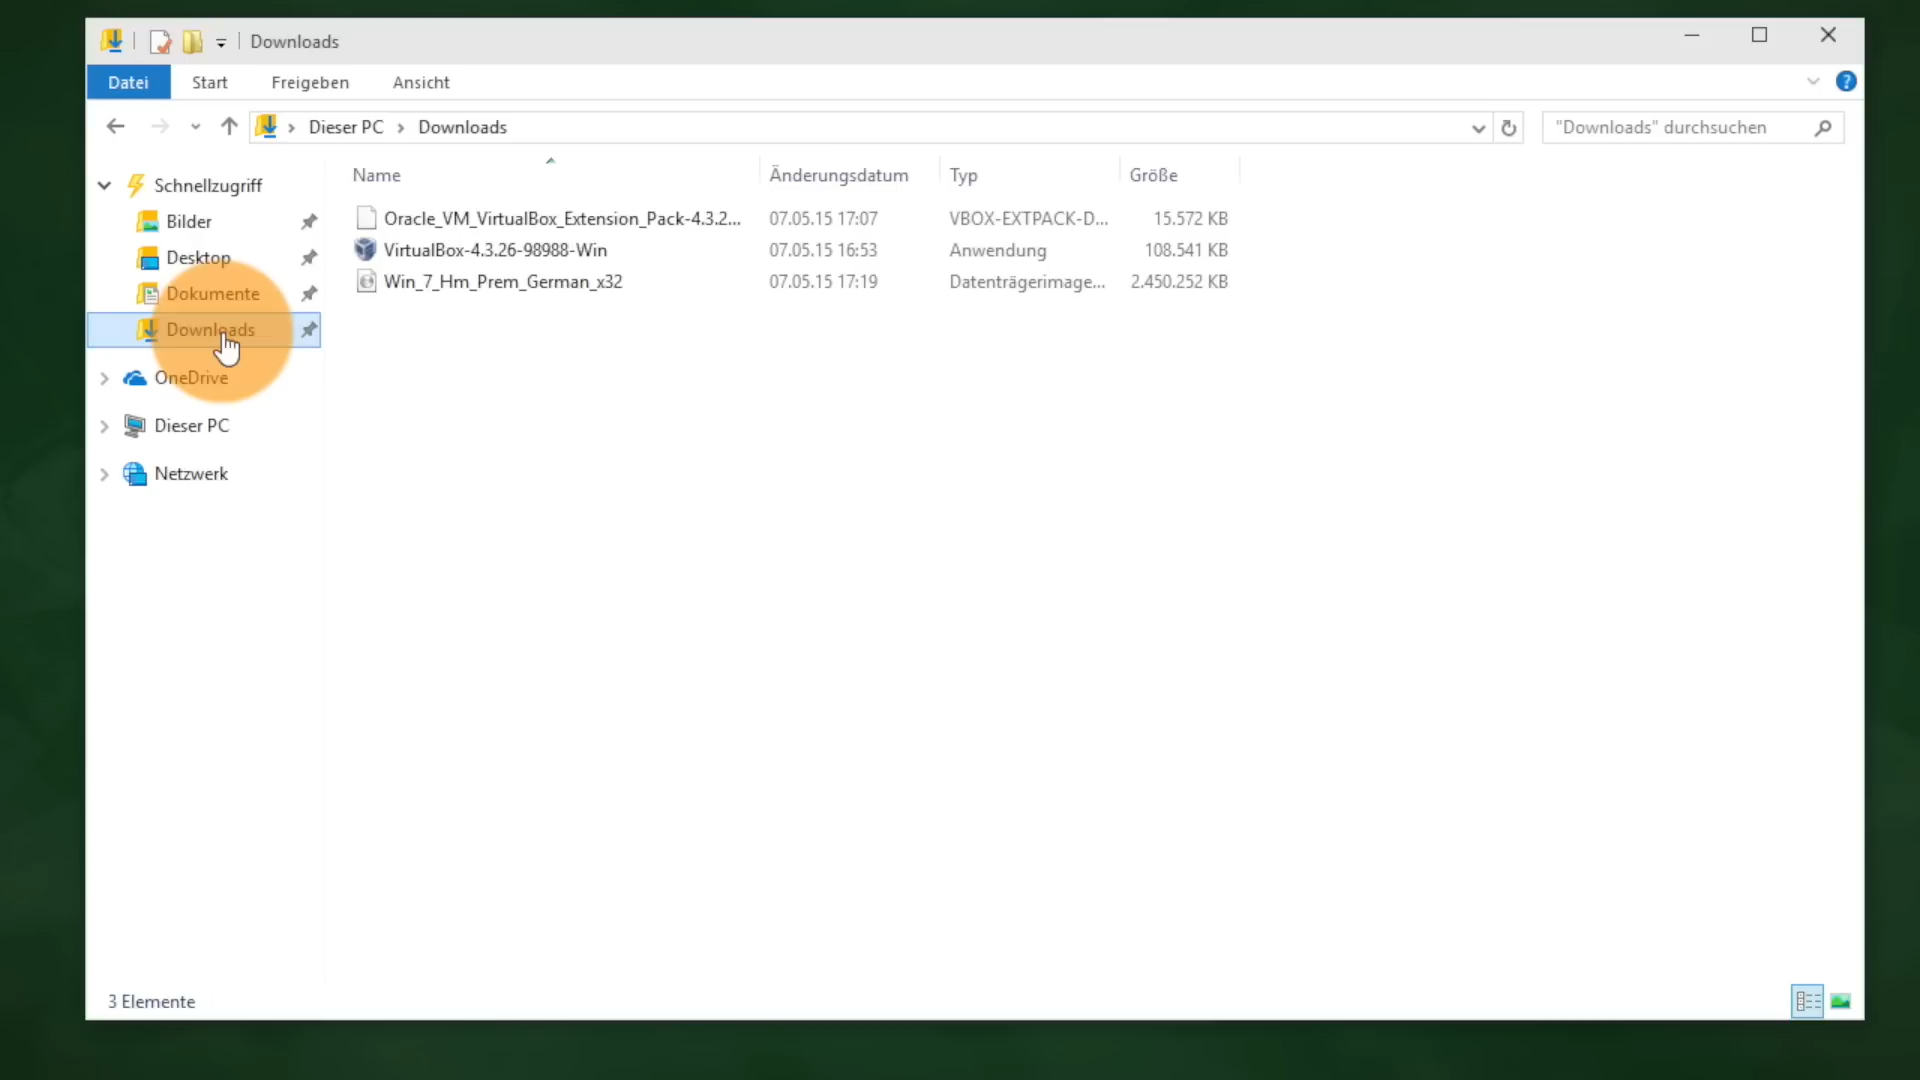 Downloads
Datei Start Freigeben Ansicht
Dieser PC Downloads "Downloads" durchsuchen
Name Änderungsdatum Typ Größe
Schnellzugriff
Bilder
Desktop
Dokumente
Downloads
OneDrive
Dieser PC
Netzwerk
Oracle_VM_VirtualBox_Extension_Pack-4.3.2... 07.05.15 17:07 VBOX-EXTPACK-D... 15.572 KB
VirtualBox-4.3.26-98988-Win 07.05.15 16:53 Anwendung 108.541 KB
Win_7_Hm_Prem_German_x32 07.05.15 17:19 Datenträgerimage... 2.450.252 KB
3 Elemente